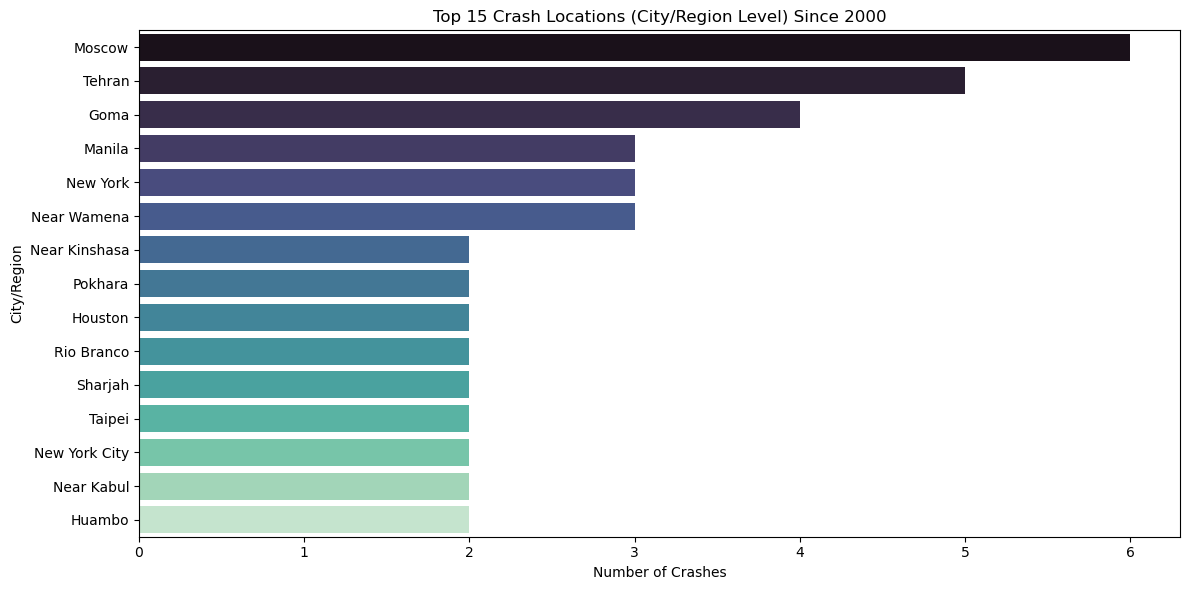 Top 15 Crash Locations (City/Region Level) Since 2000
City/Region
Moscow
Tehran
Goma
Manila
New York
Near Wamena
Near Kinshasa
Pokhara
Houston
Rio Branco
Sharjah
Taipei
New York City
Near Kabul
Huambo
0 1 2 3 4 5 6
Number of Crashes